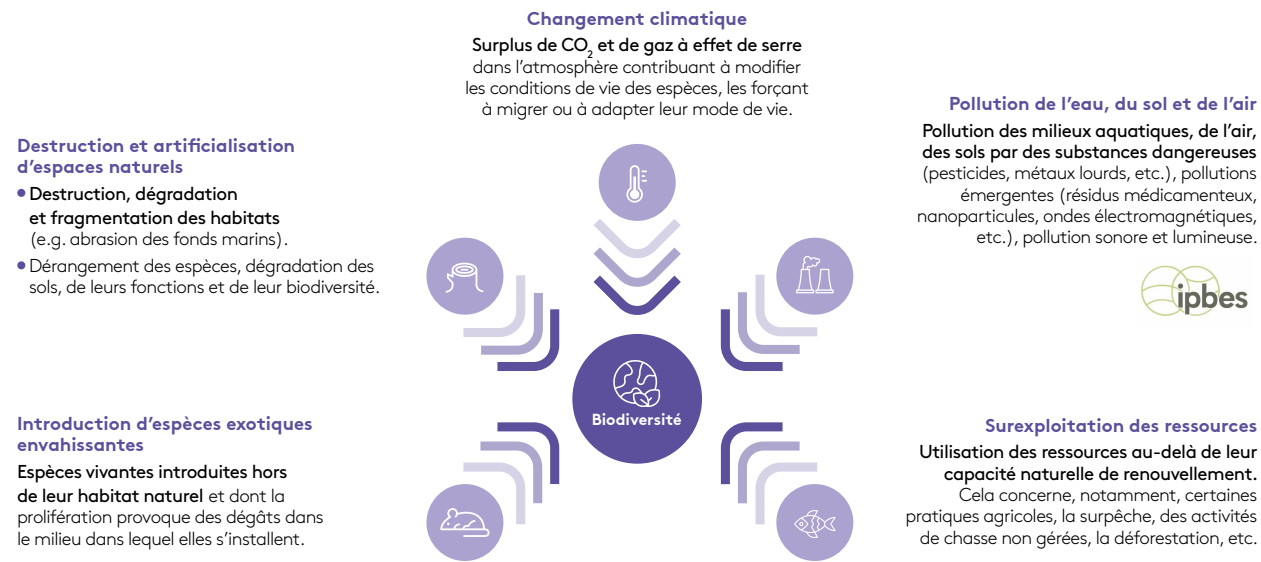 Changement climatique
Surplus de CO2 et de gaz à effet de serre
dans l’atmosphère contribuant à modifier
les conditions de vie des espèces, les forçant
à migrer ou à adapter leur mode de vie.
Destruction et artificialisation
d’espaces naturels
• Destruction, dégradation
et fragmentation des habitats
(e.g. abrasion des fonds marins).
• Dérangement des espèces, dégradation des
sols, de leurs fonctions et de leur biodiversité.
Pollution de l’eau, du sol et de l’air
Pollution des milieux aquatiques, de l’air,
des sols par des substances dangereuses
(pesticides, métaux lourds, etc.), pollutions
émergentes (résidus médicamenteux,
nanoparticules, ondes électromagnétiques,
etc.), pollution sonore et lumineuse.
ipbes
Biodiversité
Introduction d’espèces exotiques
envahissantes
Espèces vivantes introduites hors
de leur habitat naturel et dont la
prolifération provoque des dégâts dans
le milieu dans lequel elles s’installent.
Surexploitation des ressources
Utilisation des ressources au-delà de leur
capacité naturelle de renouvellement.
Cela concerne, notamment, certaines
pratiques agricoles, la surpêche, des activités
de chasse non gérées, la déforestation, etc.